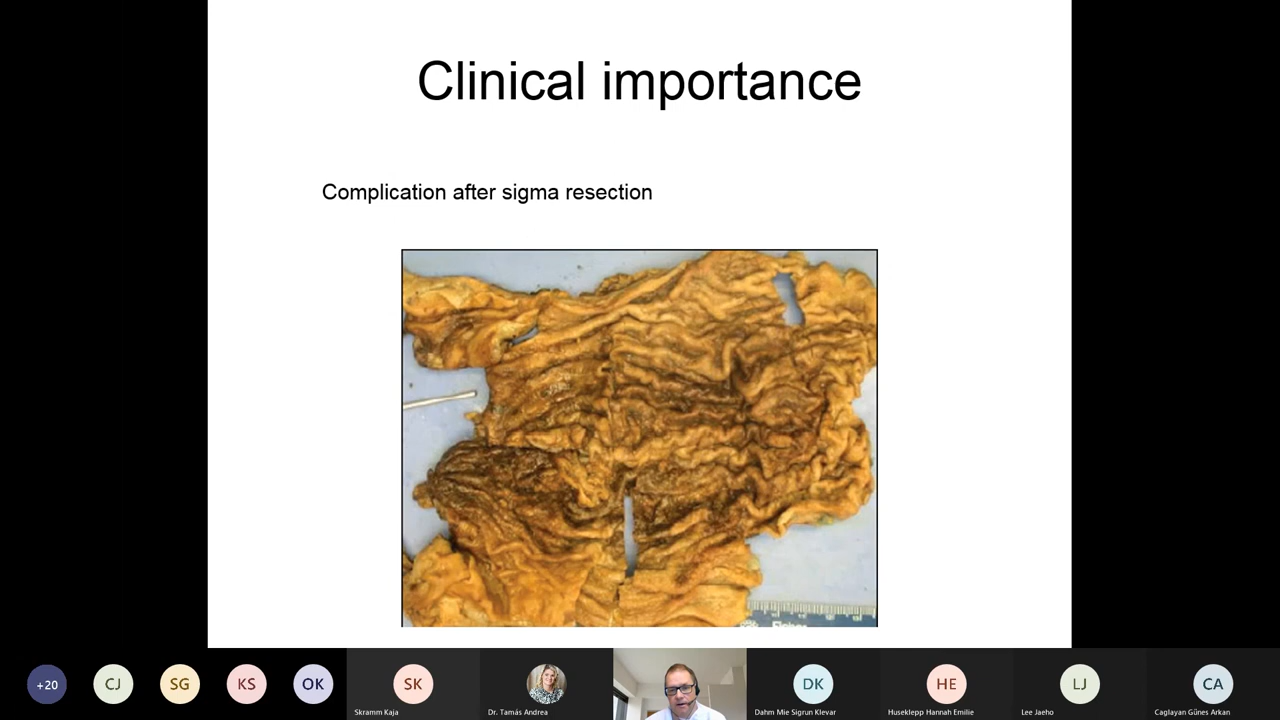 Clinical importance
Complication after sigma resection
+20
CJ
SG
KS
OK
SK
DK
HE
LJ
CA
Skramm Kaja
Dr. Tamás Andrea
Dahm Mie Sigrun Klevar
Huseklepp Hannah Emilie
Lee Jaeho
Caglayan Günes Arkan